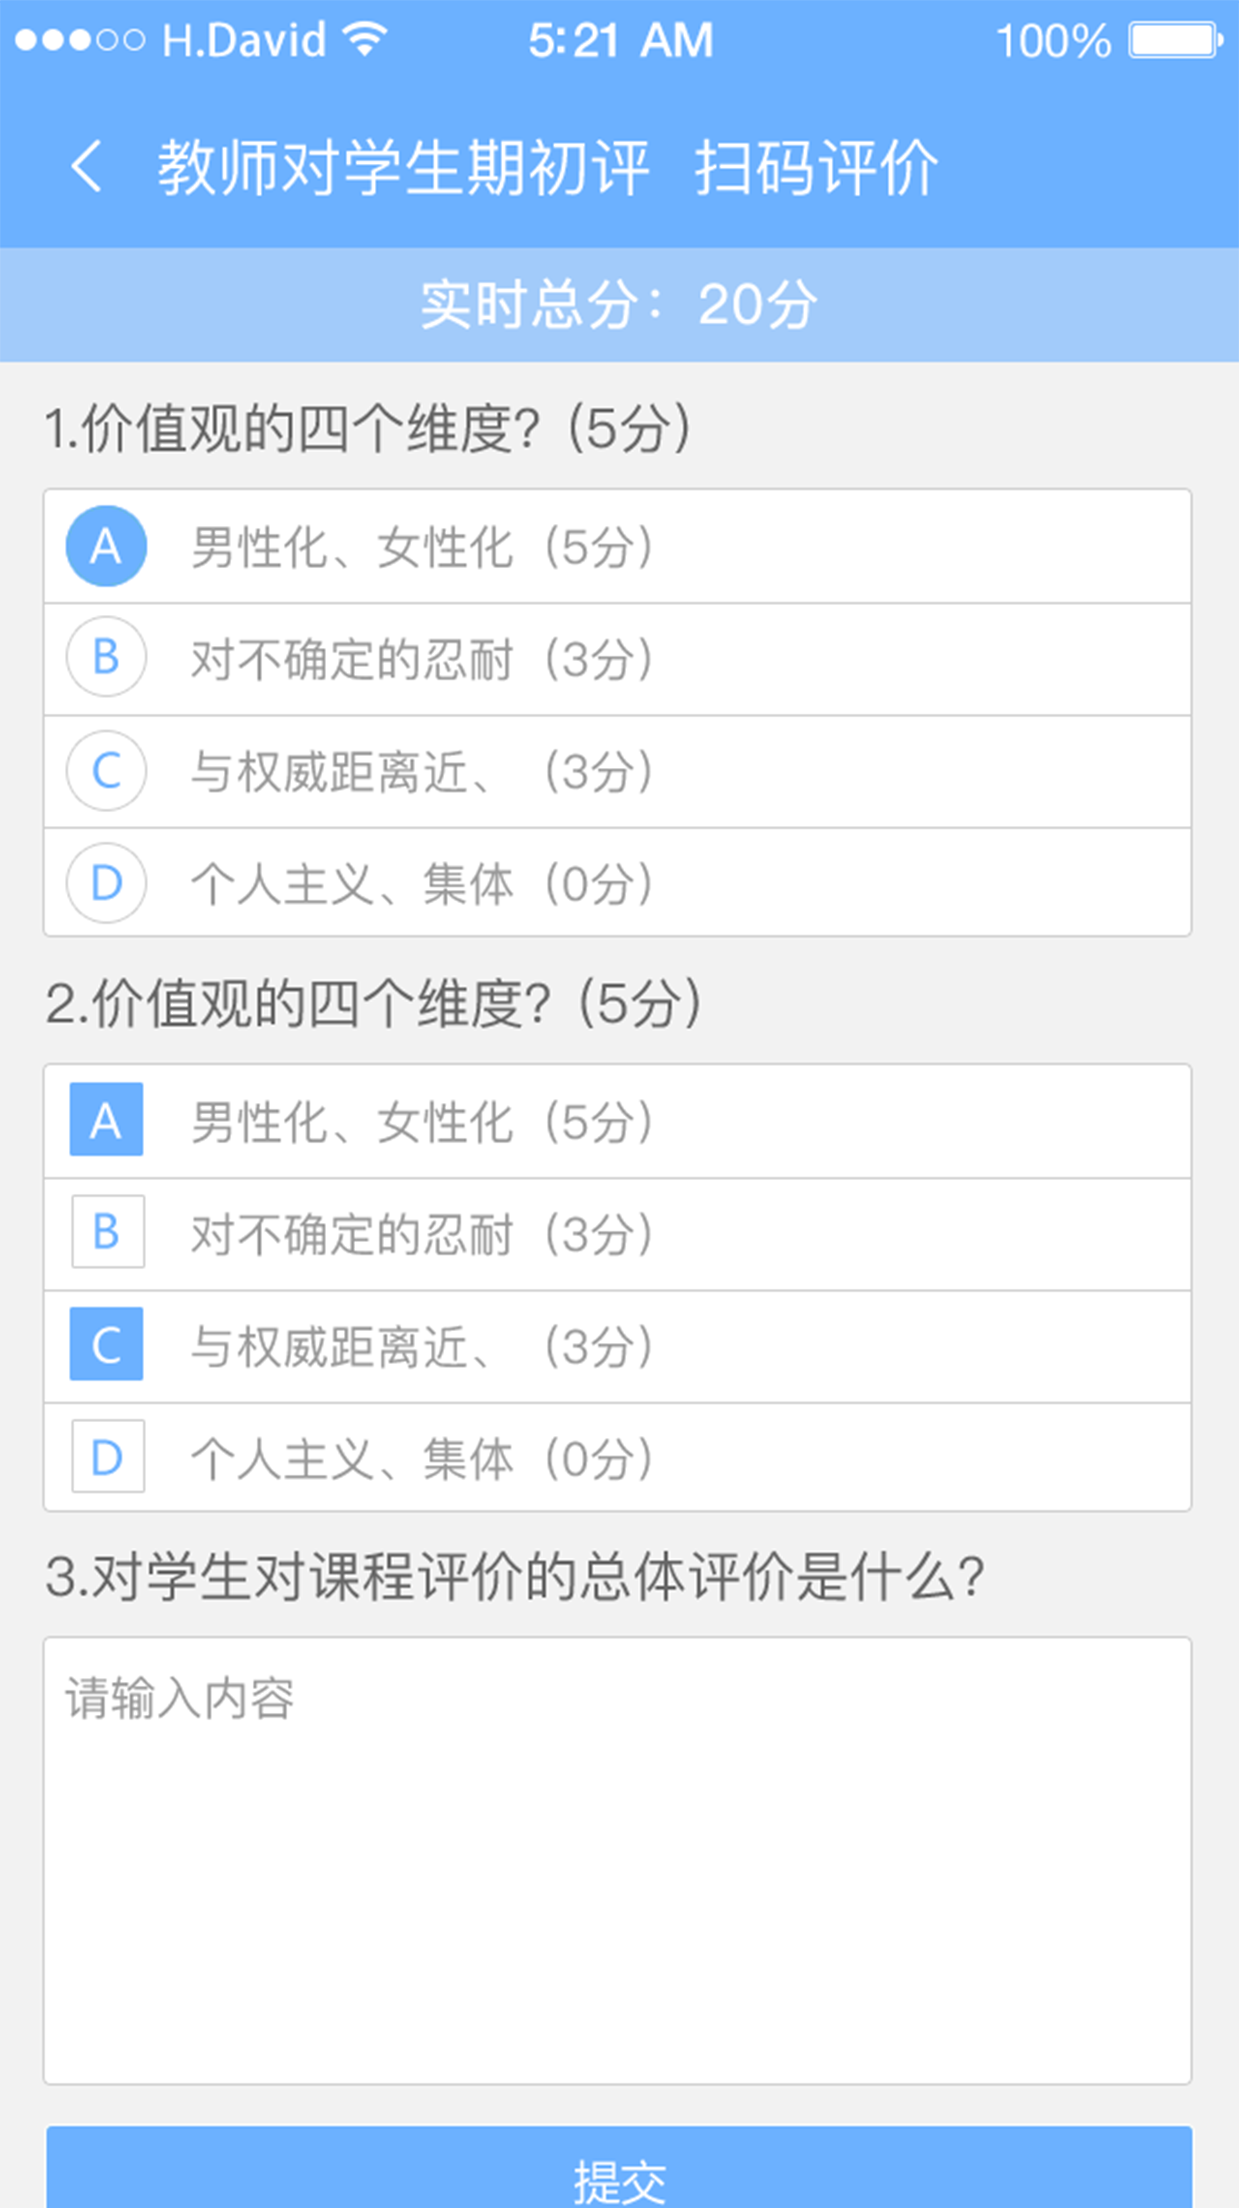 H.David 5:21 AM 100%
教师对学生期初评 扫码评价
实时总分：20分
1.价值观的四个维度？（5分）
A 男性化、女性化（5分）
B 对不确定的忍耐（3分）
C 与权威距离近、（3分）
D 个人主义、集体（0分）
2.价值观的四个维度？（5分）
A 男性化、女性化（5分）
B 对不确定的忍耐（3分）
C 与权威距离近、（3分）
D 个人主义、集体（0分）
3.对学生对课程评价的总体评价是什么？
请输入内容
提交